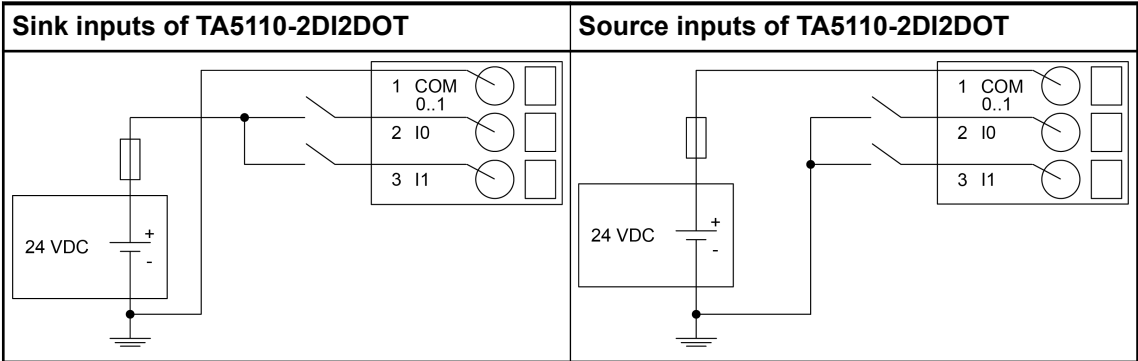 Sink inputs of TA5110-2DI2DOT
1 COM
0..1
2 I0
3 I1
24 VDC
+
-
Source inputs of TA5110-2DI2DOT
1 COM
0..1
2 I0
3 I1
24 VDC
+
-